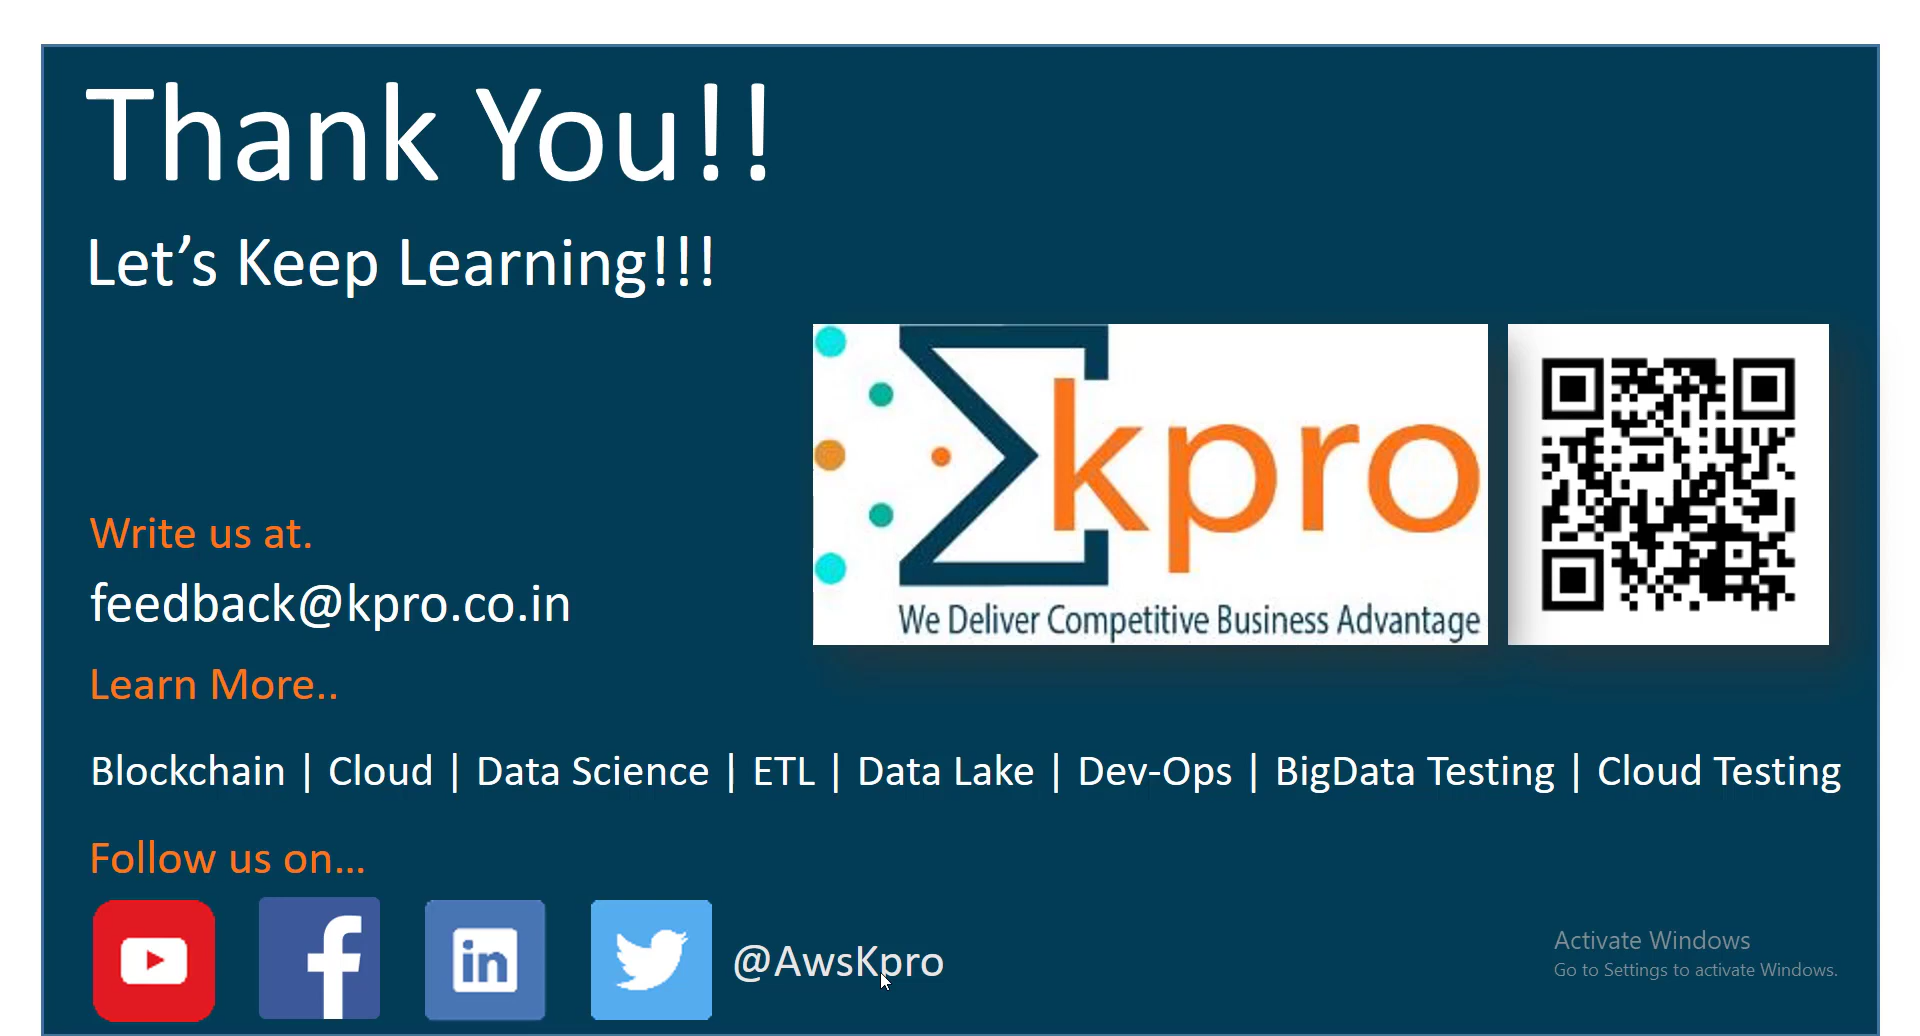 Thank You!!
Let’s Keep Learning!!!
kpro
We Deliver Competitive Business Advantage
Write us at.
feedback@kpro.co.in
Learn More..
Blockchain | Cloud | Data Science | ETL | Data Lake | Dev-Ops | BigData Testing | Cloud Testing
Follow us on...
in
@AwsKpro
Activate Windows
Go to Settings to activate Windows.